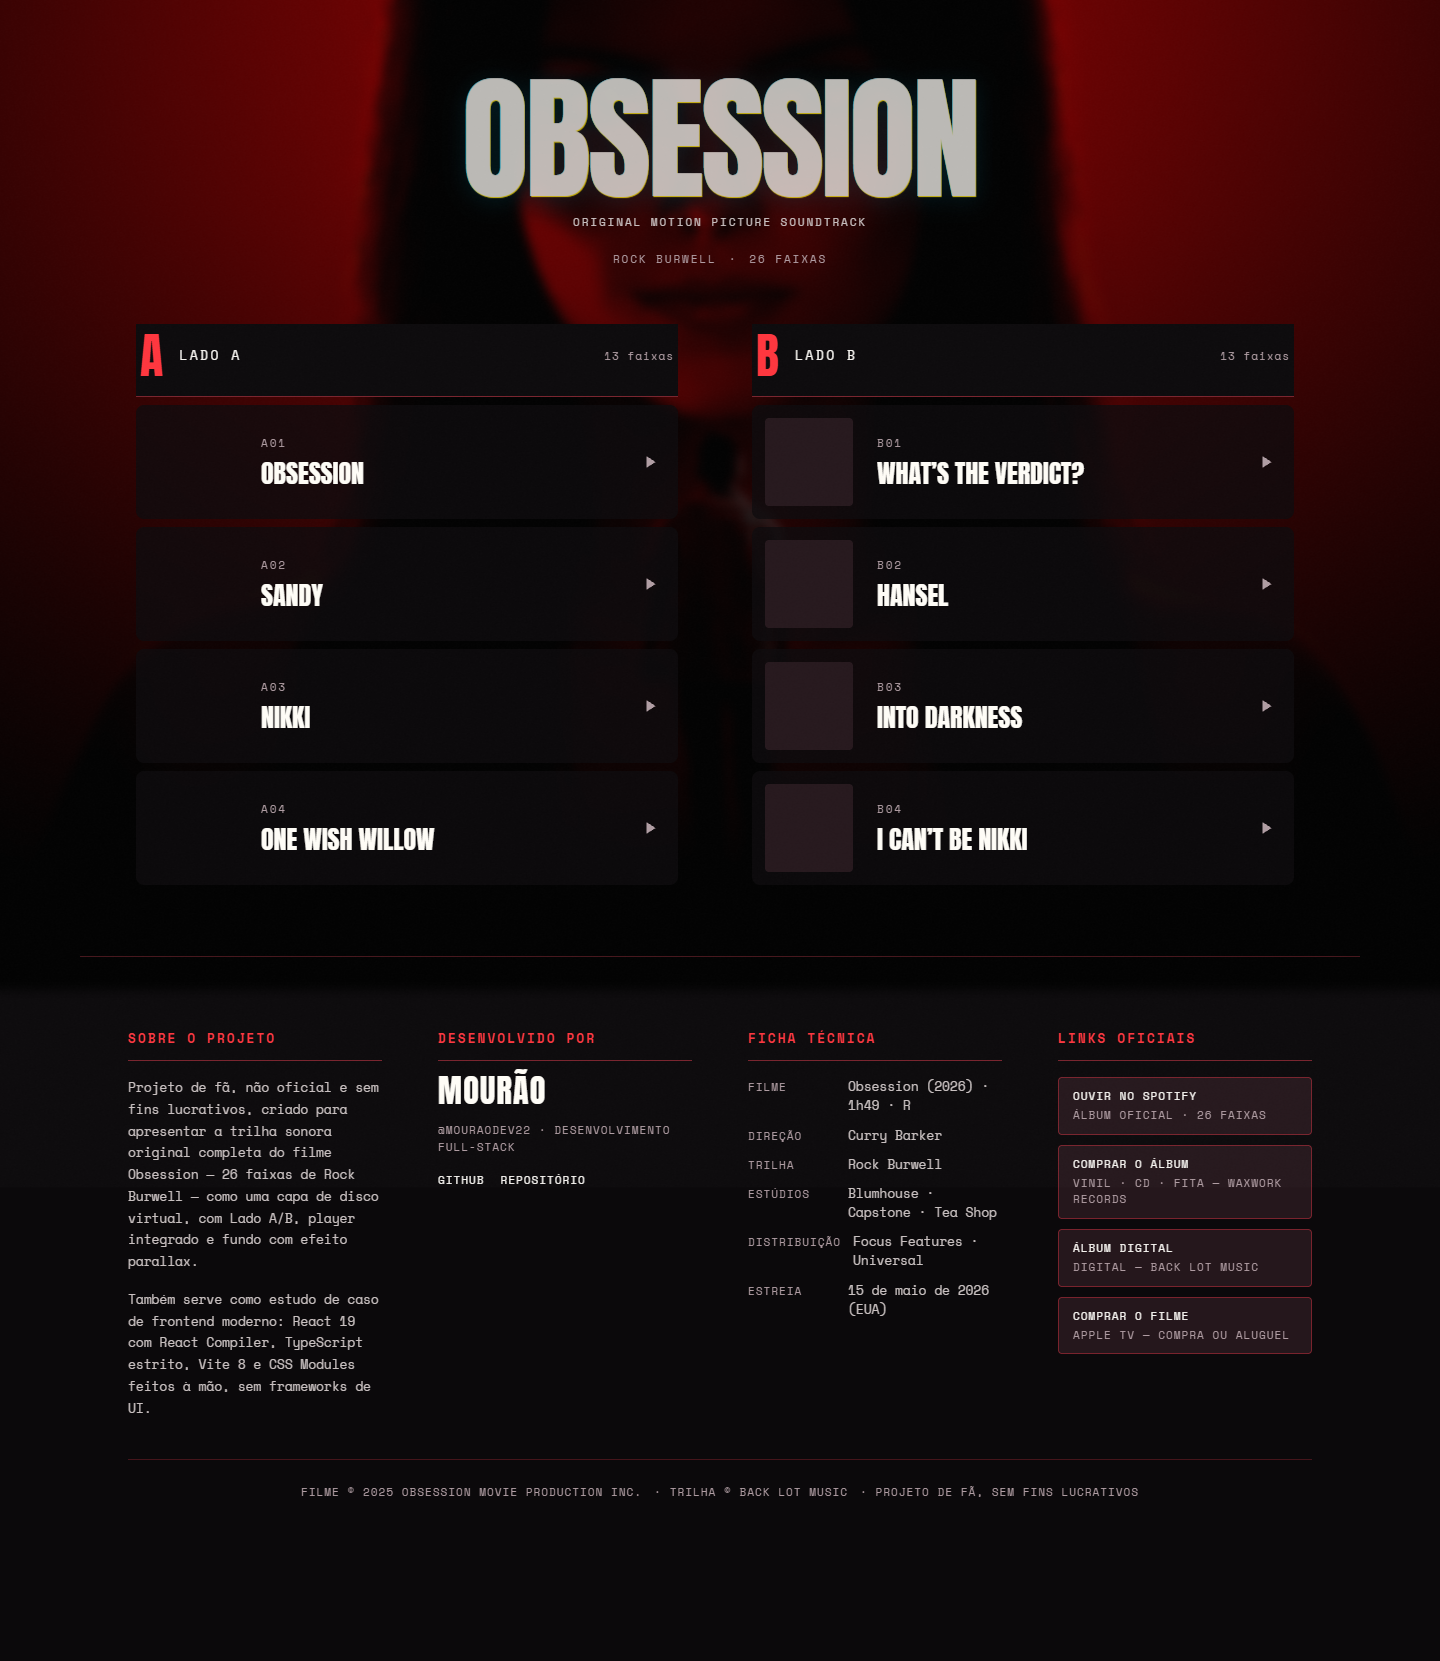 OBSESSION
ORIGINAL MOTION PICTURE SOUNDTRACK
ROCK BURWELL · 26 FAIXAS
A LADO A 13 faixas
A01
OBSESSION
A02
SANDY
A03
NIKKI
A04
ONE WISH WILLOW
B LADO B 13 faixas
B01
WHAT’S THE VERDICT?
B02
HANSEL
B03
INTO DARKNESS
B04
I CAN’T BE NIKKI
SOBRE O PROJETO
Projeto de fã, não oficial e sem
fins lucrativos, criado para
apresentar a trilha sonora
original completa do filme
Obsession — 26 faixas de Rock
Burwell — como uma capa de disco
virtual, com Lado A/B, player
integrado e fundo com efeito
parallax.
Também serve como estudo de caso
de frontend moderno: React 19
com React Compiler, TypeScript
estrito, Vite 8 e CSS Modules
feitos à mão, sem frameworks de
UI.
DESENVOLVIDO POR
MOURÃO
@MOURAODEV22 · DESENVOLVIMENTO
FULL-STACK
GITHUB REPOSITÓRIO
FICHA TÉCNICA
FILME Obsession (2026) ·
1h49 · R
DIREÇÃO Curry Barker
TRILHA Rock Burwell
ESTÚDIOS Blumhouse ·
Capstone · Tea Shop
DISTRIBUIÇÃO Focus Features ·
Universal
ESTREIA 15 de maio de 2026
(EUA)
LINKS OFICIAIS
OUVIR NO SPOTIFY
ÁLBUM OFICIAL · 26 FAIXAS
COMPRAR O ÁLBUM
VINIL · CD · FITA — WAXWORK
RECORDS
ÁLBUM DIGITAL
DIGITAL — BACK LOT MUSIC
COMPRAR O FILME
APPLE TV — COMPRA OU ALUGUEL
FILME © 2025 OBSESSION MOVIE PRODUCTION INC. · TRILHA © BACK LOT MUSIC · PROJETO DE FÃ, SEM FINS LUCRATIVOS